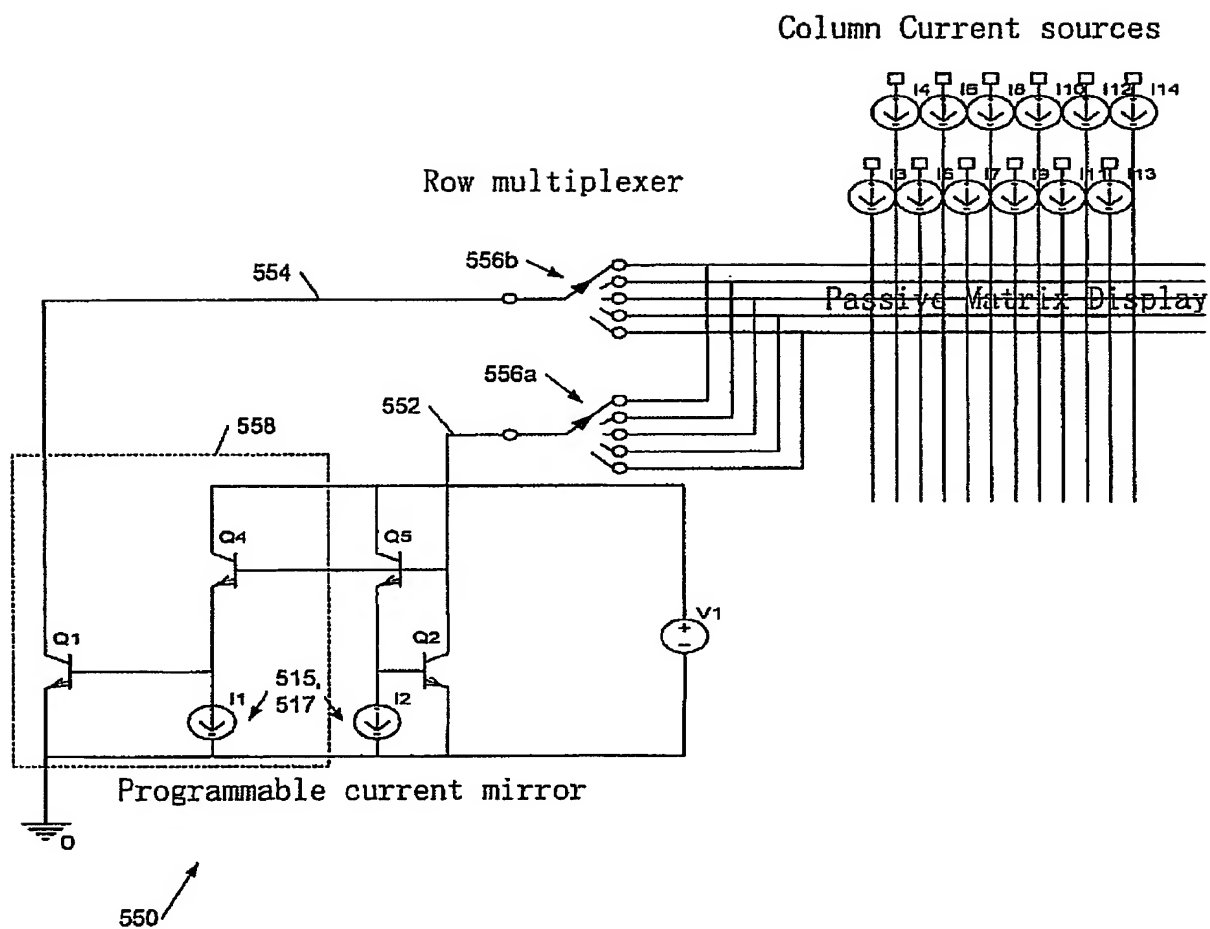 Column Current sources
I4 I6 I8 I10 I12 I14
I3 I5 I7 I9 I11 I13
Row multiplexer
556b
554
Passive Matrix Display
556a
552
558
Q4 Q5
V1
Q1 Q2
515,
517
I1 I2
Programmable current mirror
0
550